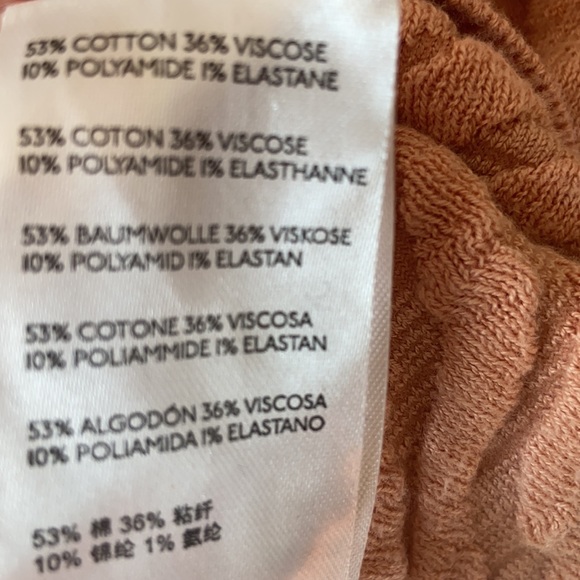 53% COTTON 36% VISCOSE
10% POLYAMIDE 1% ELASTANE
53% COTON 36% VISCOSE
10% POLYAMIDE 1% ELASTHANNE
53% BAUMWOLLE 36% VISKOSE
10% POLYAMID 1% ELASTAN
53% COTONE 36% VISCOSA
10% POLIAMMIDE 1% ELASTAN
53% ALGODÓN 36% VISCOSA
10% POLIAMIDA 1% ELASTANO
53% 棉 36% 粘纤
10% 锦纶 1% 氨纶